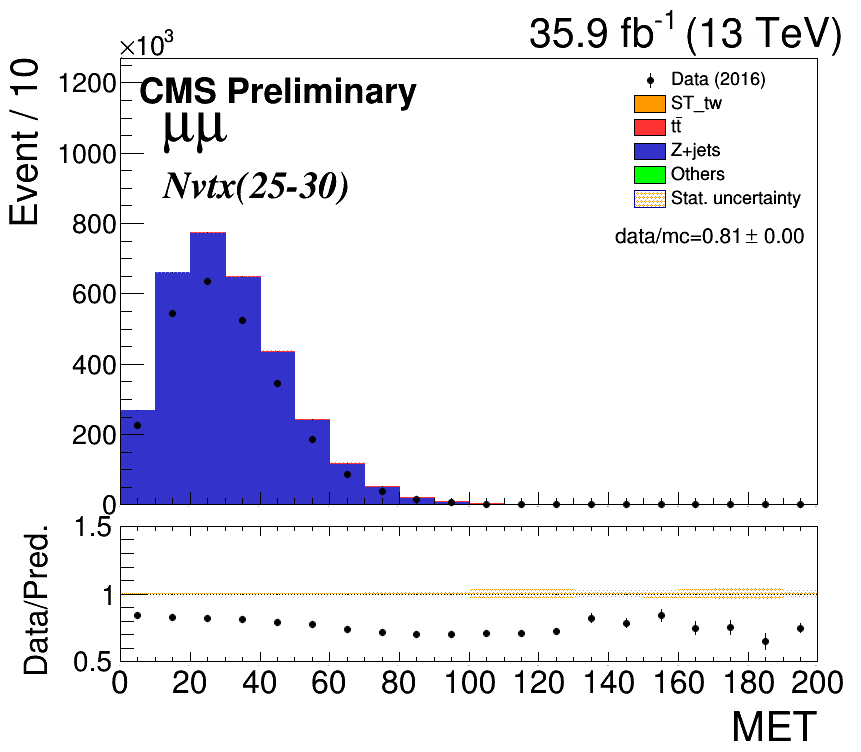 35.9 fb⁻¹ (13 TeV)
×10³
Event / 10
1200
1000
800
600
400
200
0
CMS Preliminary
μμ
Nvtx(25-30)
Data (2016)
ST_tw
tt̄
Z+jets
Others
Stat. uncertainty
data/mc=0.81± 0.00
Data/Pred.
1.5
1
0.5
0 20 40 60 80 100 120 140 160 180 200
MET